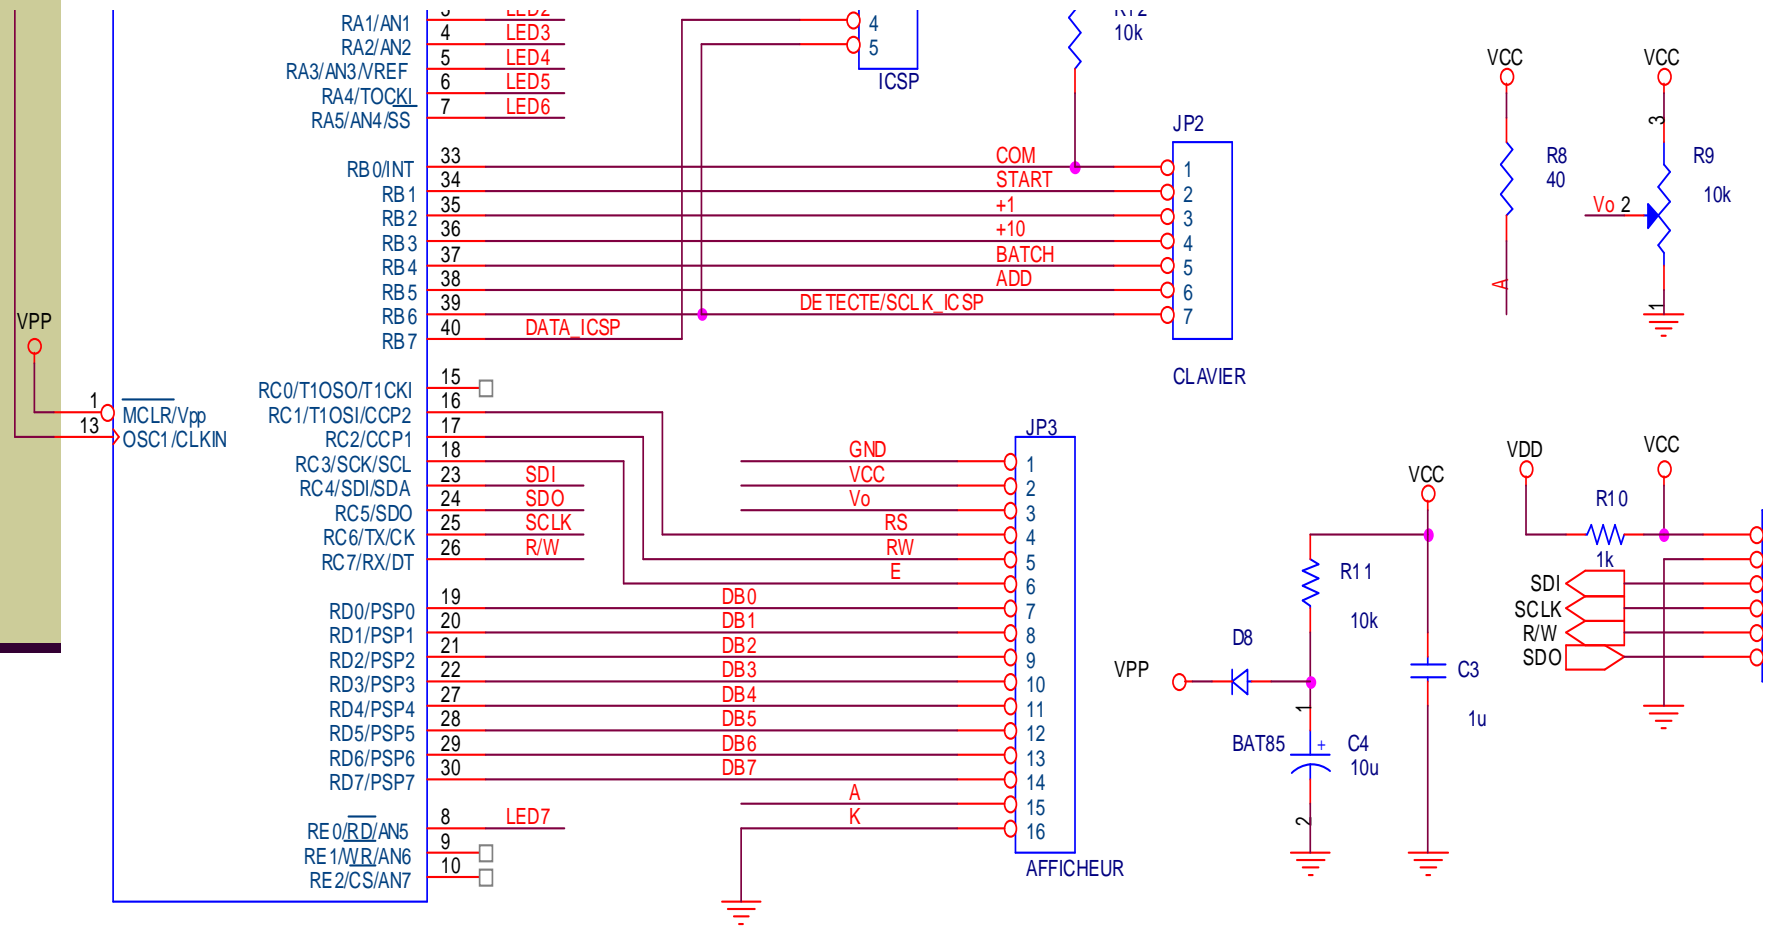 RA1/AN1
3
LED2
RA2/AN2
4
LED3
RA3/AN3/VREF
5
LED4
RA4/TOCKI
6
LED5
RA5/AN4/SS
7
LED6
4
5
ICSP
R12
10k
JP2
RB0/INT
33
COM
1
RB1
34
START
2
RB2
35
+1
3
RB3
36
+10
4
RB4
37
BATCH
5
RB5
38
ADD
6
RB6
39
DETECTE/SCLK_ICSP
7
RB7
40
DATA_ICSP
CLAVIER
VCC
R8
40
A
VCC
3
R9
10k
Vo 2
1
VPP
1
MCLR/Vpp
13
OSC1/CLKIN
RC0/T1OSO/T1CKI
15
RC1/T1OSI/CCP2
16
RC2/CCP1
17
RC3/SCK/SCL
18
RC4/SDI/SDA
23
SDI
RC5/SDO
24
SDO
RC6/TX/CK
25
SCLK
RC7/RX/DT
26
R/W
JP3
GND
1
VCC
2
Vo
3
RS
4
RW
5
E
6
RD0/PSP0
19
DB0
7
RD1/PSP1
20
DB1
8
RD2/PSP2
21
DB2
9
RD3/PSP3
22
DB3
10
RD4/PSP4
27
DB4
11
RD5/PSP5
28
DB5
12
RD6/PSP6
29
DB6
13
RD7/PSP7
30
DB7
14
A
15
K
16
AFFICHEUR
RE0/RD/AN5
8
LED7
RE1/WR/AN6
9
RE2/CS/AN7
10
VCC
R11
10k
D8
VPP
BAT85
1
+
C4
10u
2
C3
1u
VDD
VCC
R10
1k
SDI
SCLK
R/W
SDO